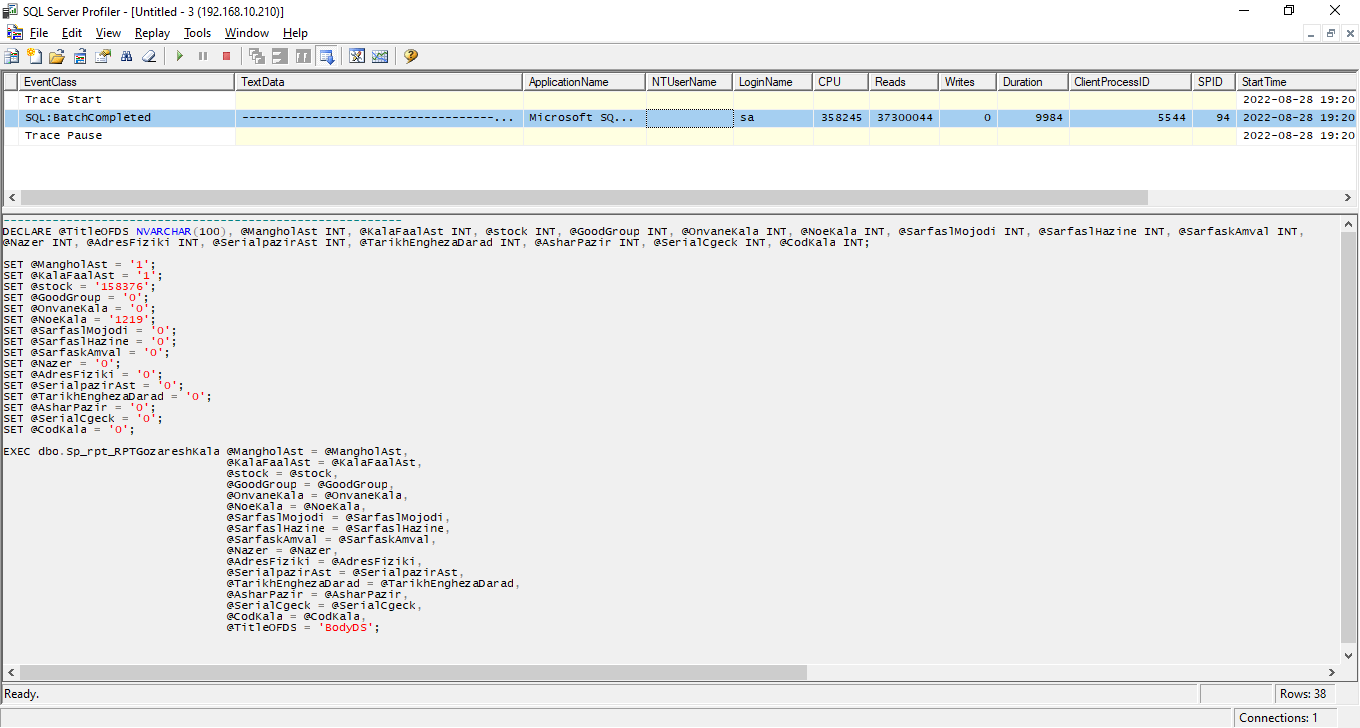 SQL Server Profiler - [Untitled - 3 (192.168.10.210)]
File Edit View Replay Tools Window Help
EventClass TextData ApplicationName NTUserName LoginName CPU Reads Writes Duration ClientProcessID SPID StartTime
Trace Start 2022-08-28 19:20
SQL:BatchCompleted ------------------------------------... Microsoft SQ... sa 358245 37300044 0 9984 5544 94 2022-08-28 19:20
Trace Pause 2022-08-28 19:20
---------------------------------------------------------
DECLARE @TitleOFDS NVARCHAR(100), @MangholAst INT, @KalaFaalAst INT, @stock INT, @GoodGroup INT, @OnvaneKala INT, @NoeKala INT, @SarfaslMojodi INT, @SarfaslHazine INT, @SarfaskAmval INT,
@Nazer INT, @AdresFiziki INT, @SerialpazirAst INT, @TarikhEnghezaDarad INT, @AsharPazir INT, @SerialCgeck INT, @CodKala INT;
SET @MangholAst = '1';
SET @KalaFaalAst = '1';
SET @stock = '158376';
SET @GoodGroup = '0';
SET @OnvaneKala = '0';
SET @NoeKala = '1219';
SET @SarfaslMojodi = '0';
SET @SarfaslHazine = '0';
SET @SarfaskAmval = '0';
SET @Nazer = '0';
SET @AdresFiziki = '0';
SET @SerialpazirAst = '0';
SET @TarikhEnghezaDarad = '0';
SET @AsharPazir = '0';
SET @SerialCgeck = '0';
SET @CodKala = '0';
EXEC dbo.Sp_rpt_RPTGozareshKala @MangholAst = @MangholAst,
@KalaFaalAst = @KalaFaalAst,
@stock = @stock,
@GoodGroup = @GoodGroup,
@OnvaneKala = @OnvaneKala,
@NoeKala = @NoeKala,
@SarfaslMojodi = @SarfaslMojodi,
@SarfaslHazine = @SarfaslHazine,
@SarfaskAmval = @SarfaskAmval,
@Nazer = @Nazer,
@AdresFiziki = @AdresFiziki,
@SerialpazirAst = @SerialpazirAst,
@TarikhEnghezaDarad = @TarikhEnghezaDarad,
@AsharPazir = @AsharPazir,
@SerialCgeck = @SerialCgeck,
@CodKala = @CodKala,
@TitleOFDS = 'BodyDS';
Ready. Rows: 38
Connections: 1